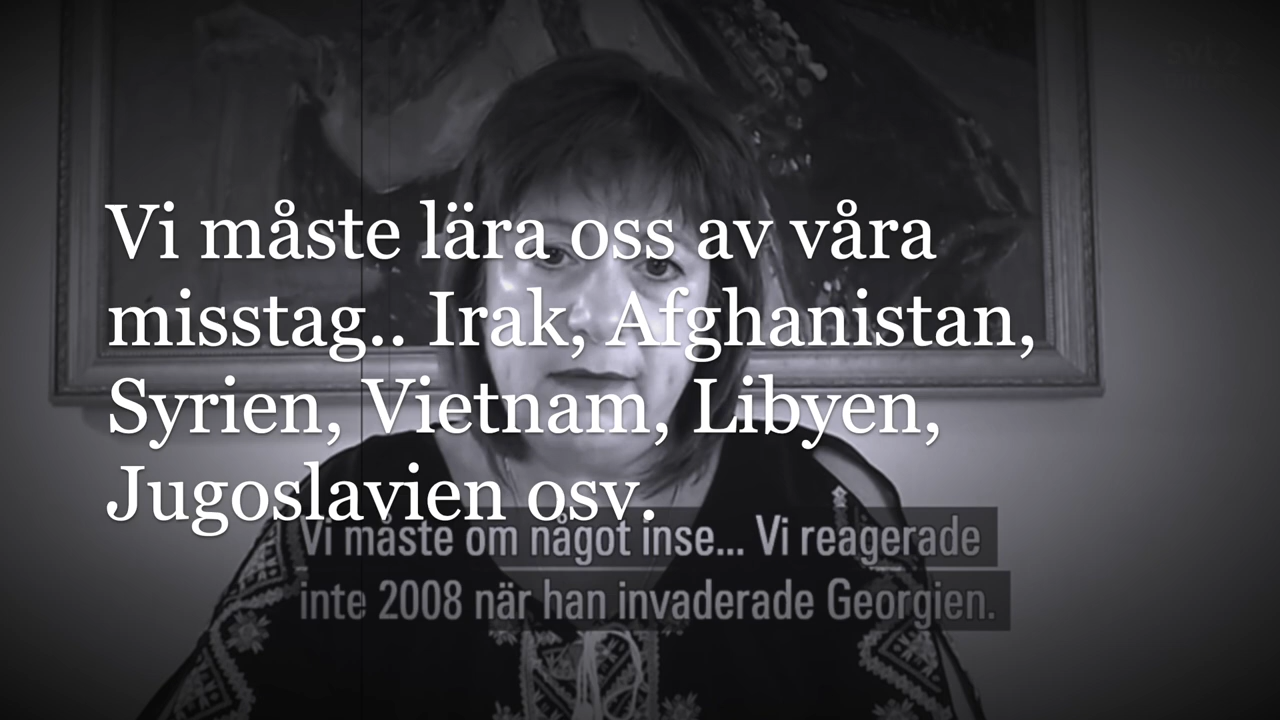 Vi måste lära oss av våra
misstag.. Irak, Afghanistan,
Syrien, Vietnam, Libyen,
Jugoslavien osv.
Vi måste om något inse... Vi reagerade
inte 2008 när han invaderade Georgien.